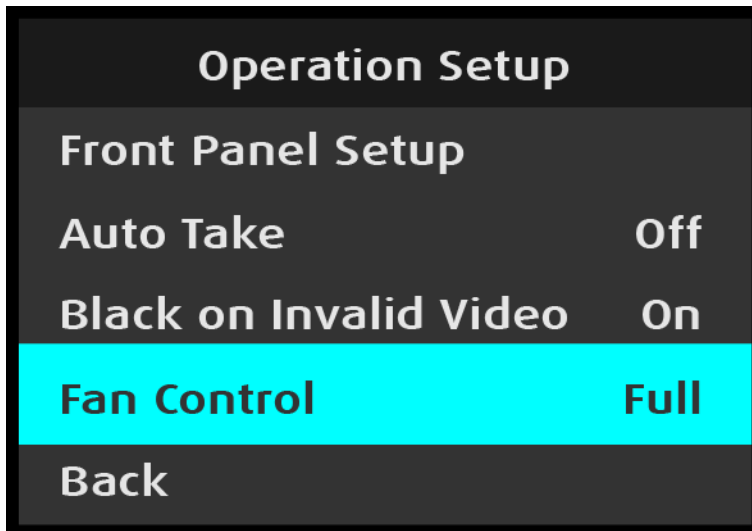 Operation Setup
Front Panel Setup
Auto Take Off
Black on Invalid Video On
Fan Control Full
Back